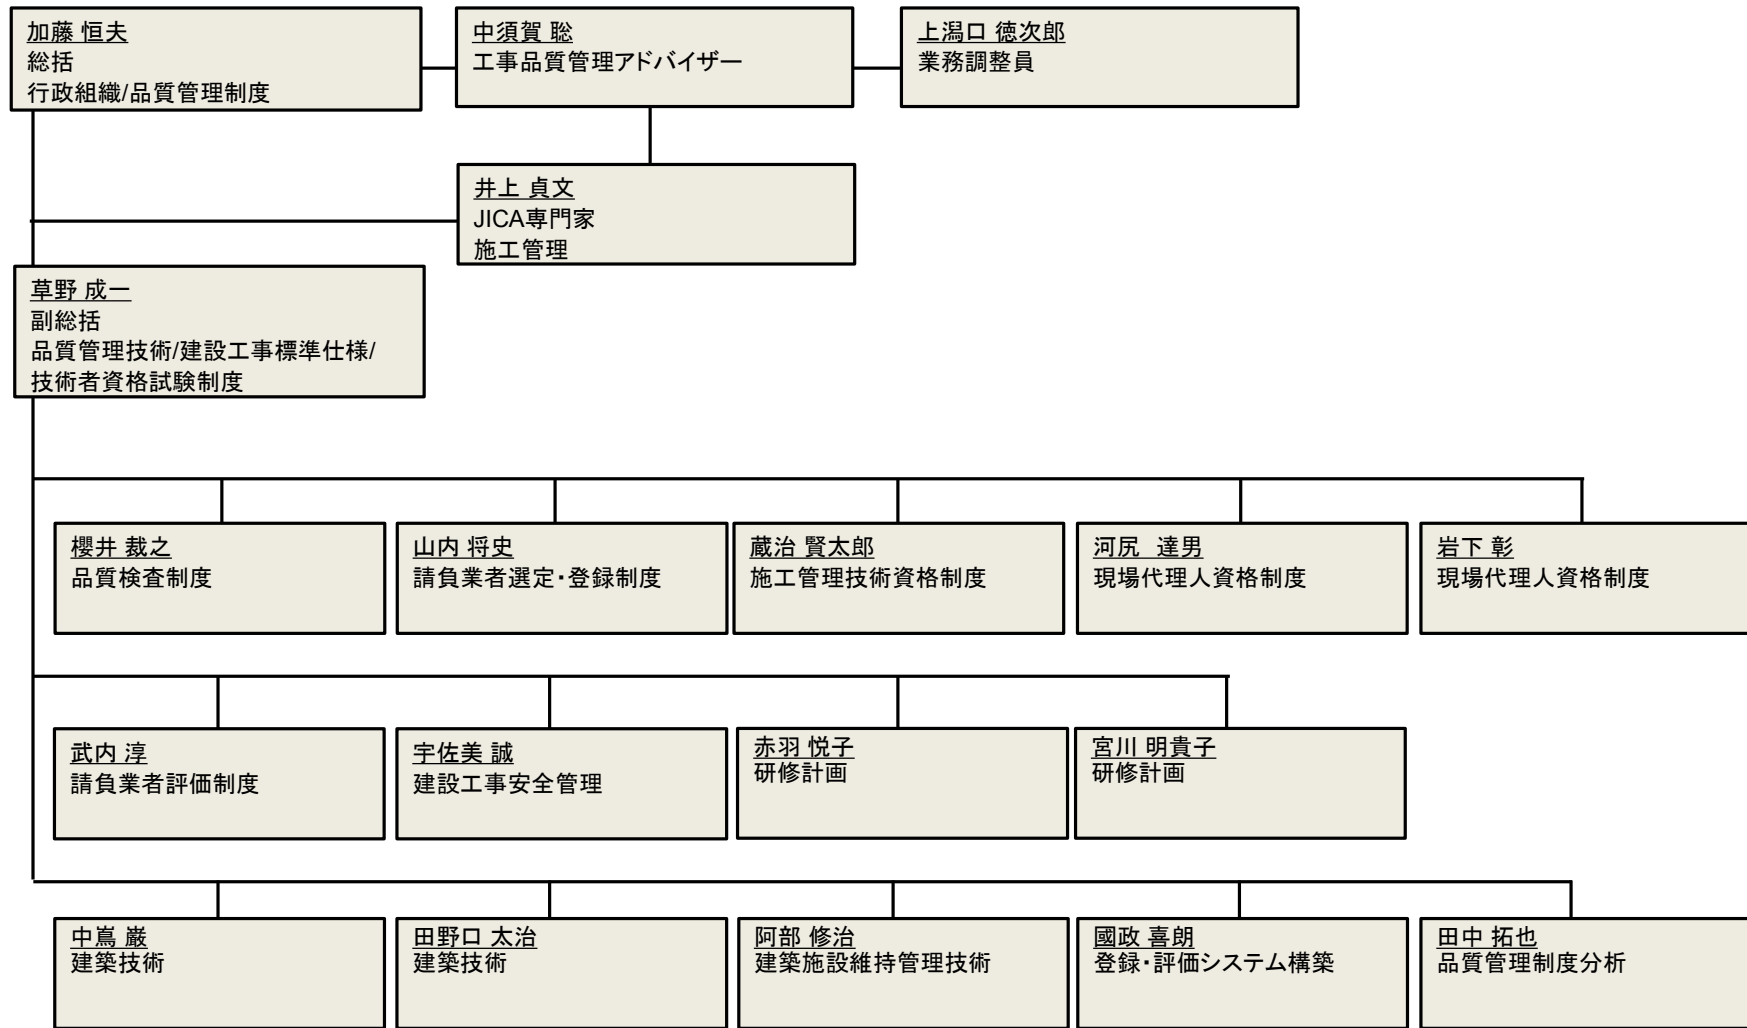 加藤 恒夫
総括
行政組織/品質管理制度
中須賀 聡
工事品質管理アドバイザー
上潟口 徳次郎
業務調整員
井上 貞文
JICA専門家
施工管理
草野 成一
副総括
品質管理技術/建設工事標準仕様/
技術者資格試験制度
櫻井 裁之
品質検査制度
山内 将史
請負業者選定・登録制度
蔵治 賢太郎
施工管理技術資格制度
河尻 達男
現場代理人資格制度
岩下 彰
現場代理人資格制度
武内 淳
請負業者評価制度
宇佐美 誠
建設工事安全管理
赤羽 悦子
研修計画
宮川 明貴子
研修計画
中嶌 巌
建築技術
田野口 太治
建築技術
阿部 修治
建築施設維持管理技術
國政 喜朗
登録・評価システム構築
田中 拓也
品質管理制度分析